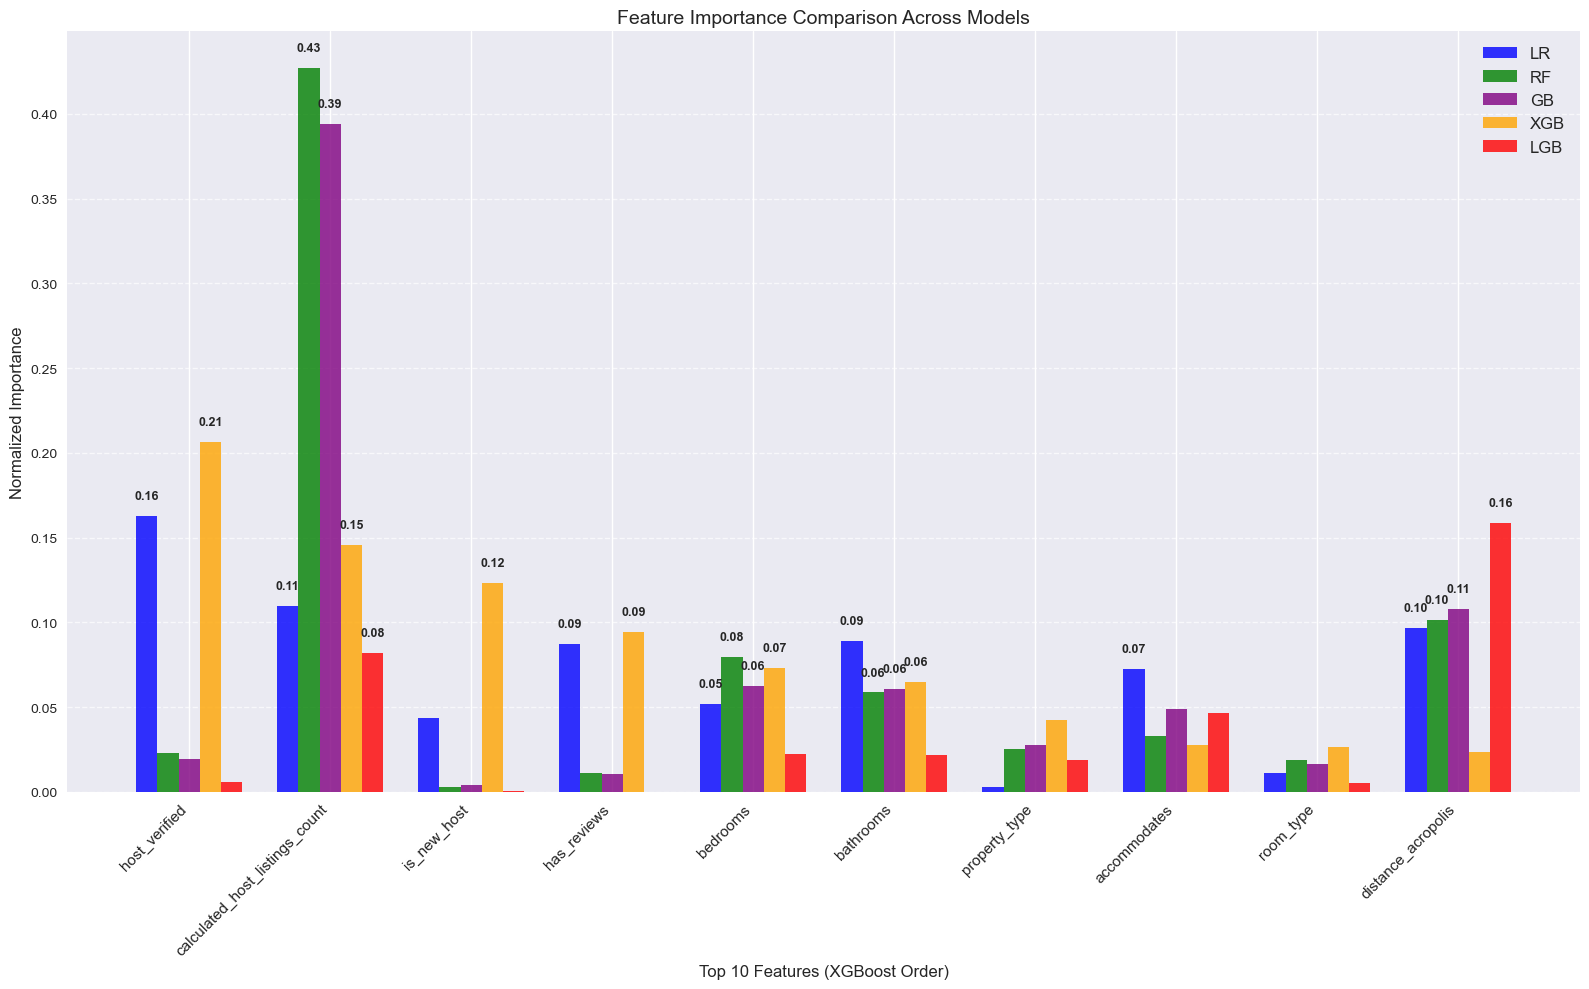 Feature Importance Comparison Across Models
Normalized Importance
0.40
0.35
0.30
0.25
0.20
0.15
0.10
0.05
0.00
LR
RF
GB
XGB
LGB
0.16
0.21
0.11
0.43
0.39
0.15
0.08
0.12
0.09
0.09
0.05
0.08
0.06
0.07
0.09
0.06
0.06
0.06
0.07
0.10
0.10
0.11
0.16
host_verified
calculated_host_listings_count
is_new_host
has_reviews
bedrooms
bathrooms
property_type
accommodates
room_type
distance_acropolis
Top 10 Features (XGBoost Order)